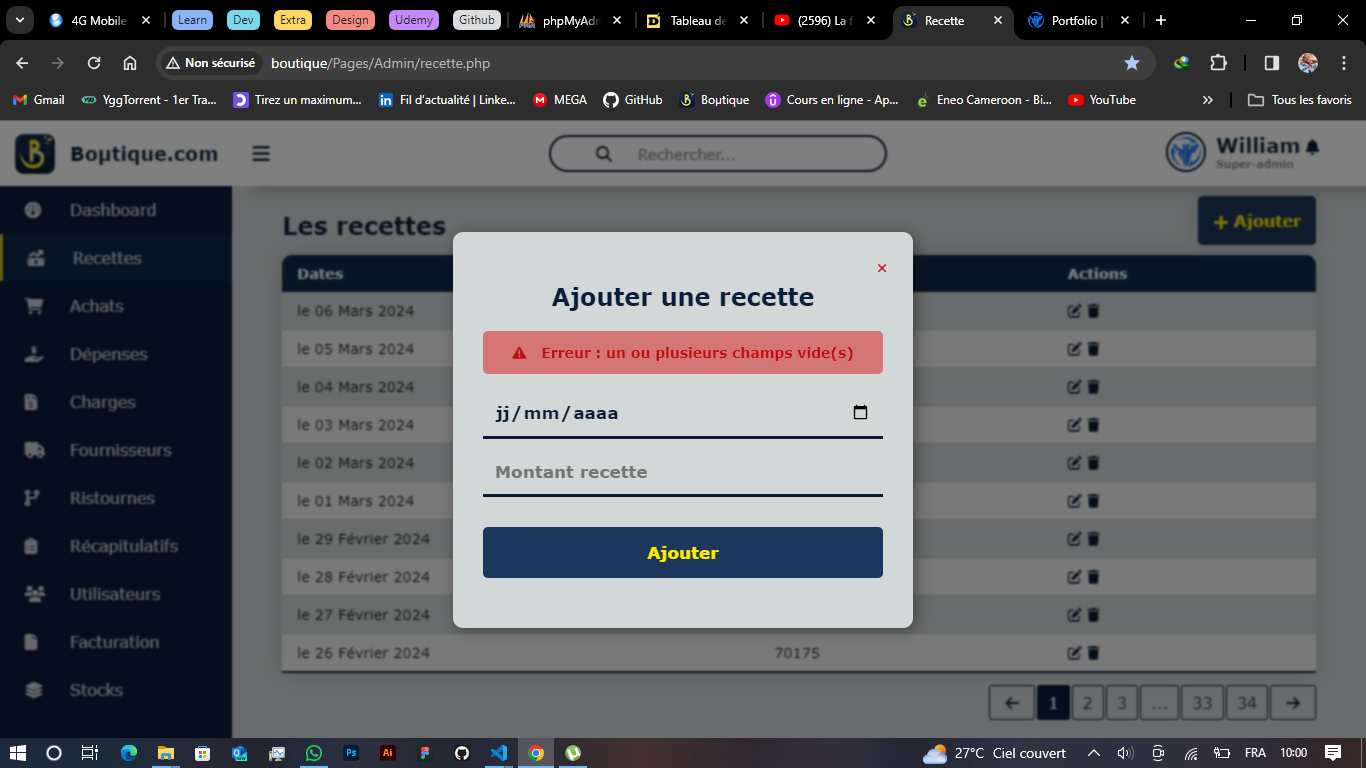 4G Mobile
Learn
Dev
Extra
Design
Udemy
Github
phpMyAdr
Tableau de
(2596) La f
Recette
Portfolio |
Non sécurisé
boutique/Pages/Admin/recette.php
Gmail
YggTorrent - 1er Tra...
Tirez un maximum...
Fil d'actualité | Linke...
MEGA
GitHub
Boµtique
Cours en ligne - Ap...
Eneo Cameroon - Bi...
YouTube
Tous les favoris
Boµtique.com
Rechercher...
William
Super-admin
Dashboard
Recettes
Achats
Dépenses
Charges
Fournisseurs
Ristournes
Récapitulatifs
Utilisateurs
Facturation
Stocks
Les recettes
+ Ajouter
Dates
Actions
le 06 Mars 2024
le 05 Mars 2024
le 04 Mars 2024
le 03 Mars 2024
le 02 Mars 2024
le 01 Mars 2024
le 29 Février 2024
le 28 Février 2024
le 27 Février 2024
le 26 Février 2024 70175
Ajouter une recette
Erreur : un ou plusieurs champs vide(s)
jj/mm/aaaa
Montant recette
Ajouter
1 2 3 ... 33 34
27°C Ciel couvert
FRA
10:00